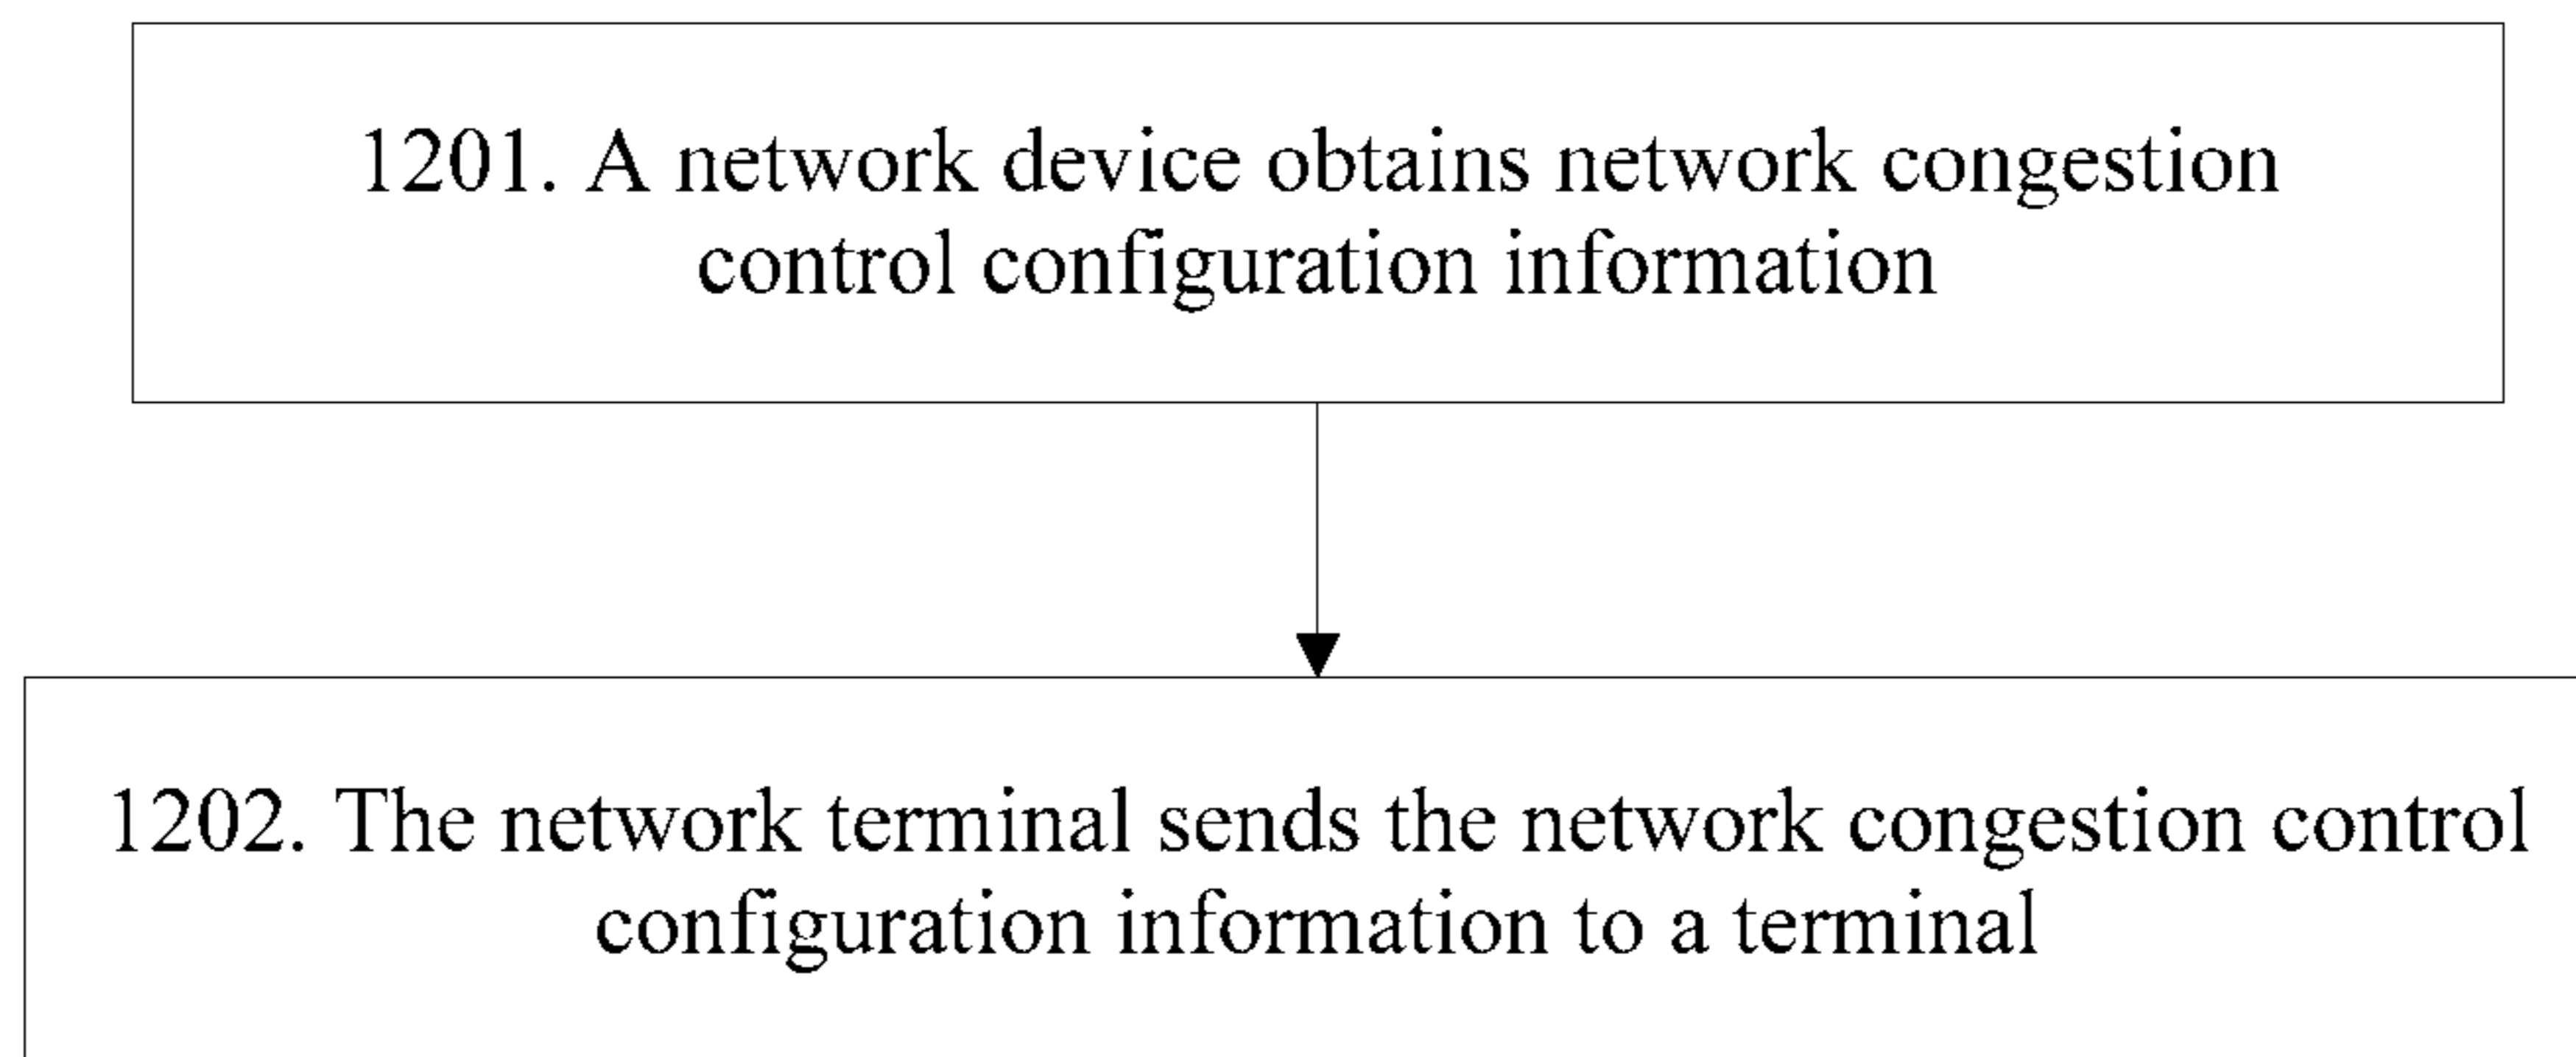 1201. A network device obtains network congestion
control configuration information
1202. The network terminal sends the network congestion control
configuration information to a terminal